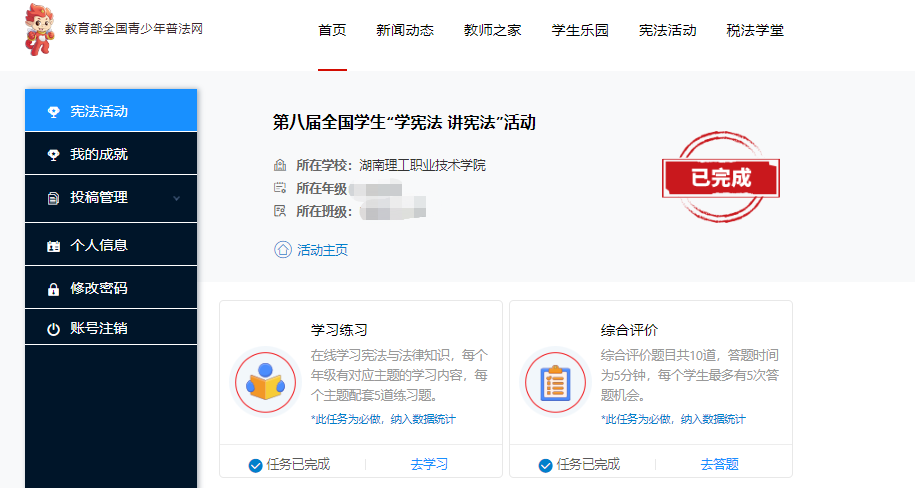 教育部全国青少年普法网
首页 新闻动态 教师之家 学生乐园 宪法活动 税法学堂
宪法活动
我的成就
投稿管理
个人信息
修改密码
账号注销
第八届全国学生“学宪法 讲宪法”活动
所在学校：湖南理工职业技术学院
所在年级
所在班级：
活动主页
已完成
学习练习
在线学习宪法与法律知识，每个
年级有对应主题的学习内容，每
个主题配套5道练习题。
*此任务为必做，纳入数据统计
任务已完成 去学习
综合评价
综合评价题目共10道，答题时间
为5分钟，每个学生最多有5次答
题机会。
*此任务为必做，纳入数据统计
任务已完成 去答题